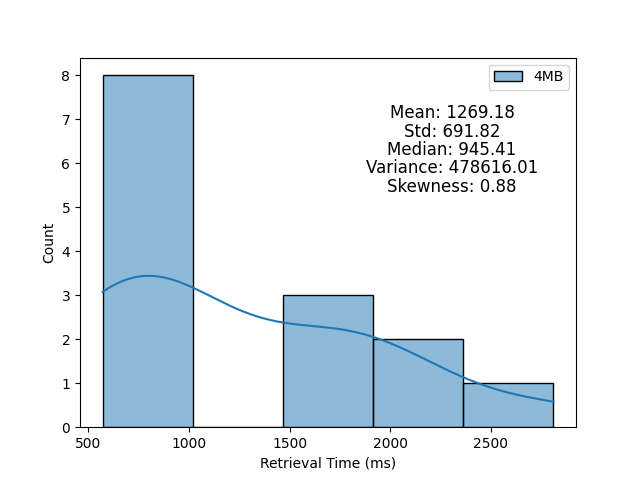 4MB
Mean: 1269.18
Std: 691.82
Median: 945.41
Variance: 478616.01
Skewness: 0.88
8
7
6
5
4
3
2
1
0
Count
500 1000 1500 2000 2500
Retrieval Time (ms)